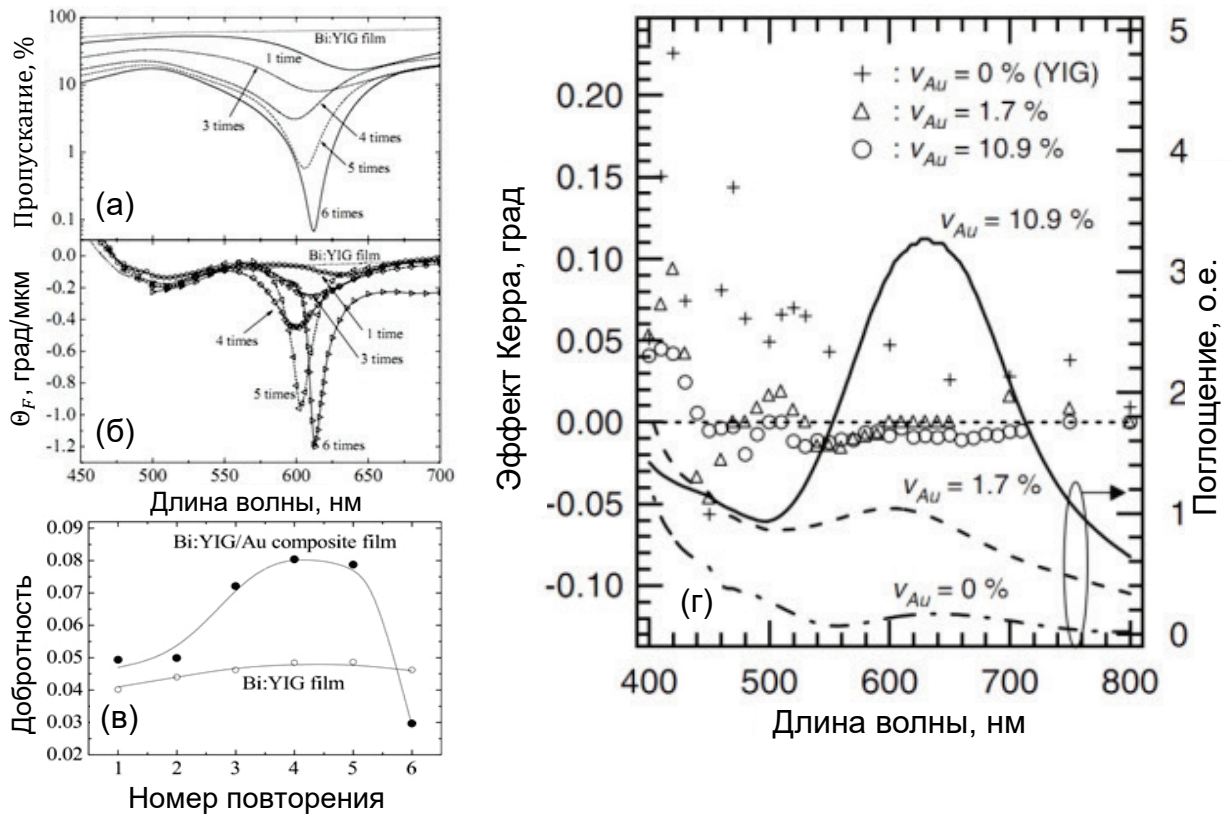 100
10
1
0.1
Пропускание, %
Bi:YIG film
1 time
3 times
4 times
5 times
6 times
(а)
0.0
-0.2
-0.4
-0.6
-0.8
-1.0
-1.2
Θ_F, град/мкм
Bi:YIG film
1 time
4 times
3 times
5 times
6 times
(б)
450 500 550 600 650 700
Длина волны, нм
0.09
0.08
0.07
0.06
0.05
0.04
0.03
0.02
Добротность
Bi:YIG/Au composite film
Bi:YIG film
(в)
1 2 3 4 5 6
Номер повторения
0.20
0.15
0.10
0.05
0.00
-0.05
-0.10
Эффект Керра, град
+ : v_Au = 0 % (YIG)
△ : v_Au = 1.7 %
○ : v_Au = 10.9 %
v_Au = 10.9 %
v_Au = 1.7 %
v_Au = 0 %
(г)
5
4
3
2
1
0
Поглощение, о.е.
400 500 600 700 800
Длина волны, нм